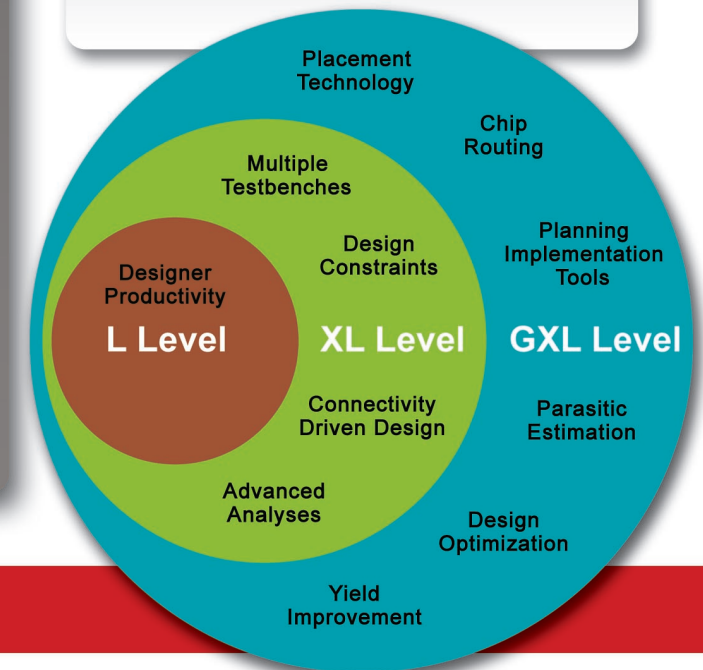 Placement
Technology
Chip
Routing
Multiple
Testbenches
Planning
Implementation
Tools
Design
Constraints
Designer
Productivity
L Level
XL Level
GXL Level
Connectivity
Driven Design
Parasitic
Estimation
Advanced
Analyses
Design
Optimization
Yield
Improvement